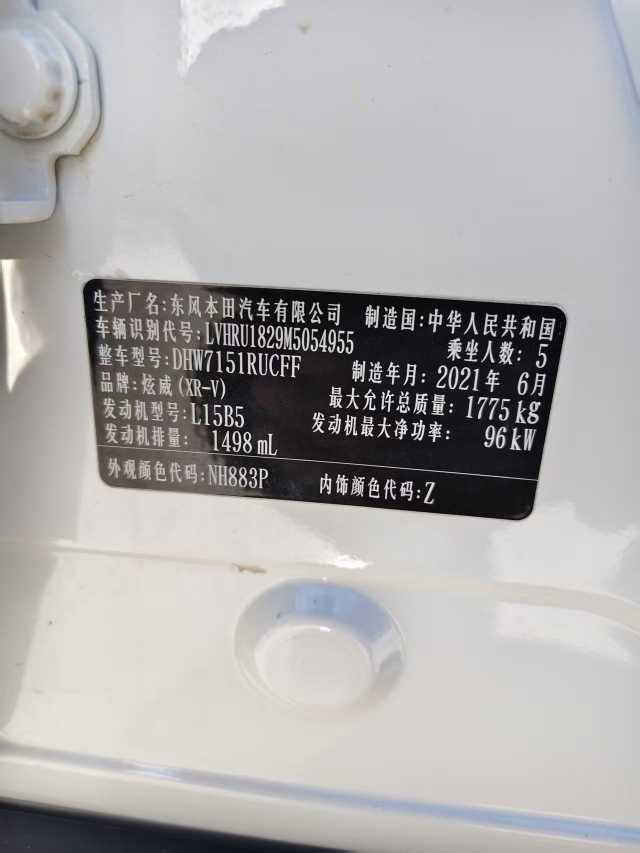 生产厂名:东风本田汽车有限公司 制造国:中华人民共和国
车辆识别代号:LVHRU1829M5054955 乘坐人数: 5
整车型号:DHW7151RUCFF 制造年月:2021年 6月
品牌:炫威(XR-V) 最大允许总质量: 1775kg
发动机型号:L15B5 发动机最大净功率: 96kW
发动机排量: 1498mL
外观颜色代码:NH883P 内饰颜色代码:Z